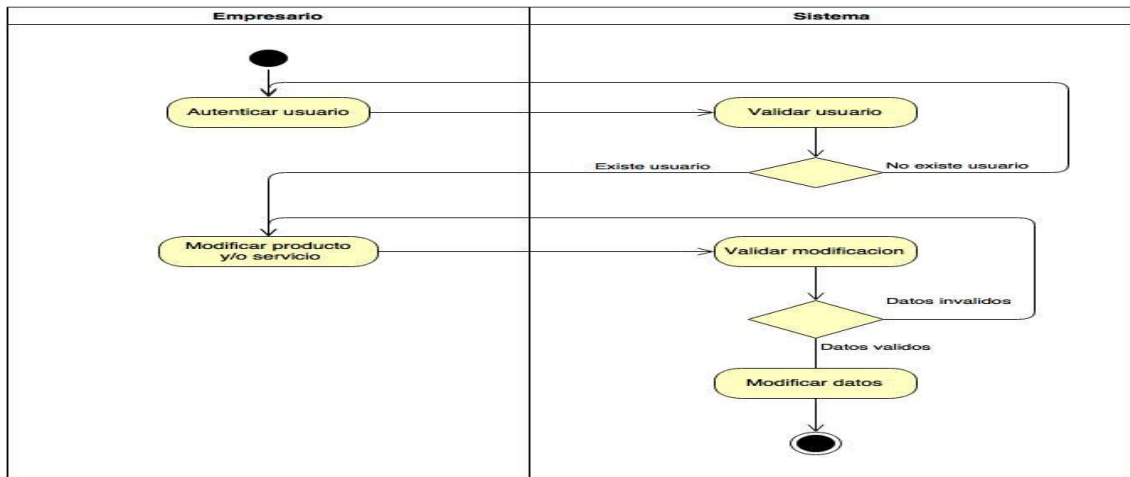 Empresario
Sistema
Autenticar usuario
Validar usuario
Existe usuario
No existe usuario
Modificar producto
y/o servicio
Validar modificacion
Datos invalidos
Datos validos
Modificar datos